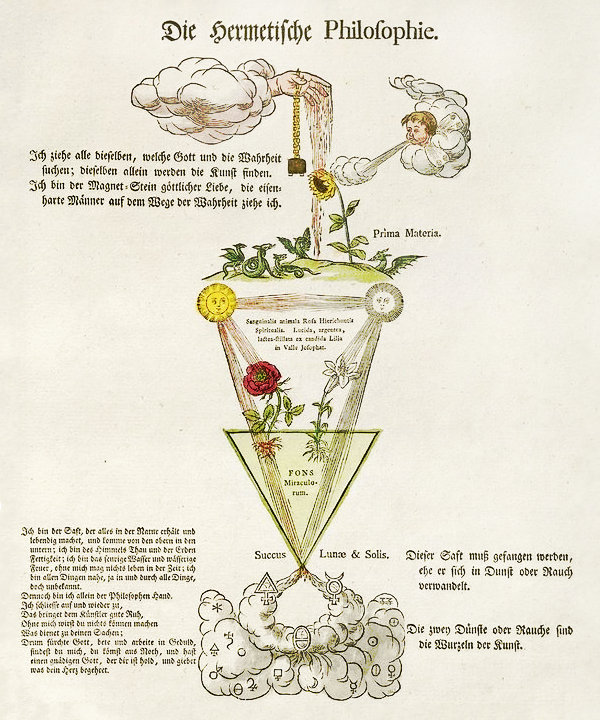 Die Hermetische Philosophie.
Ich ziehe alle dieselben, welche Gott und die Wahrheit
suchen; dieselben allein werden die Kunst finden.
Ich bin der Magnet-Stein göttlicher Liebe, die eisen-
harte Männer auf dem Wege der Wahrheit ziehe ich.
Prima Materia.
Sanguinalis animala Rosa Hierichontis
Spiritualis. Lucida, argentea,
lactea-stillata ex candida Lilia
in Valle Josophat.
FONS
Miraculo-
rum.
Succus Lunæ & Solis.
Ich bin der Saft, der alles in der Natur erhält und
lebendig machet, und komme von den obern in den
untern; ich bin des Himmels Thau und der Erden
Fettigkeit; ich bin das feurige Wasser und wässerige
Feuer, ohne mich mag nichts leben in der Zeit; ich
bin allen Dingen nahe, ja in und durch alle Dinge,
doch unbekannt.
Dennoch bin ich allein der Philosophen Hand.
Ich schliesse auf und wieder zu,
Das bringet dem Künstler gute Ruh,
Ohne mich wirst du nichts können machen
Was dienet zu deinen Sachen;
Drum fürchte Gott, bete und arbeite in Geduld,
findest du mich, du kömst aus Noth, und hast
einen gnädigen Gott, der dir ist hold, und giebet
was dein Herz begehret.
Dieser Saft muß gefangen werden,
ehe er sich in Dunst oder Rauch
verwandelt.
Die zwey Dünste oder Rauche sind
die Wurzeln der Kunst.